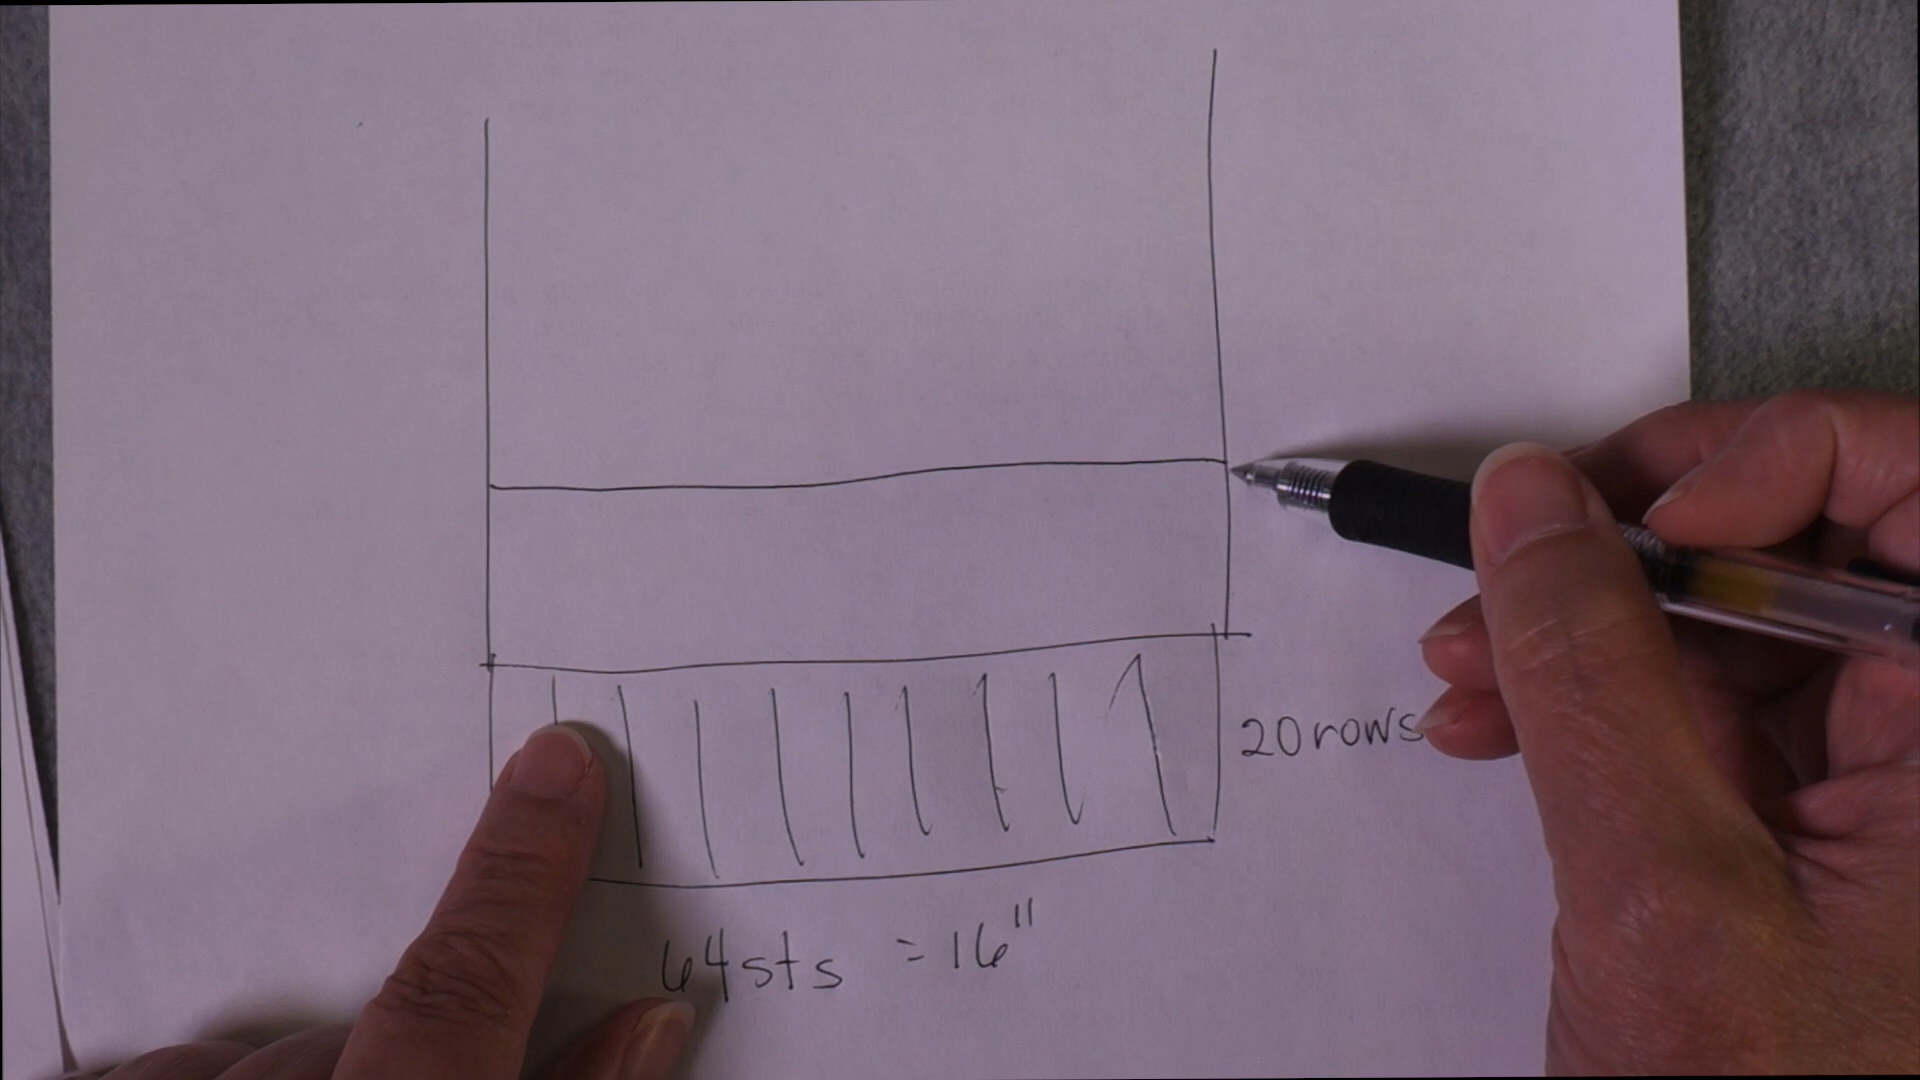 20 rows
64 sts = 16"